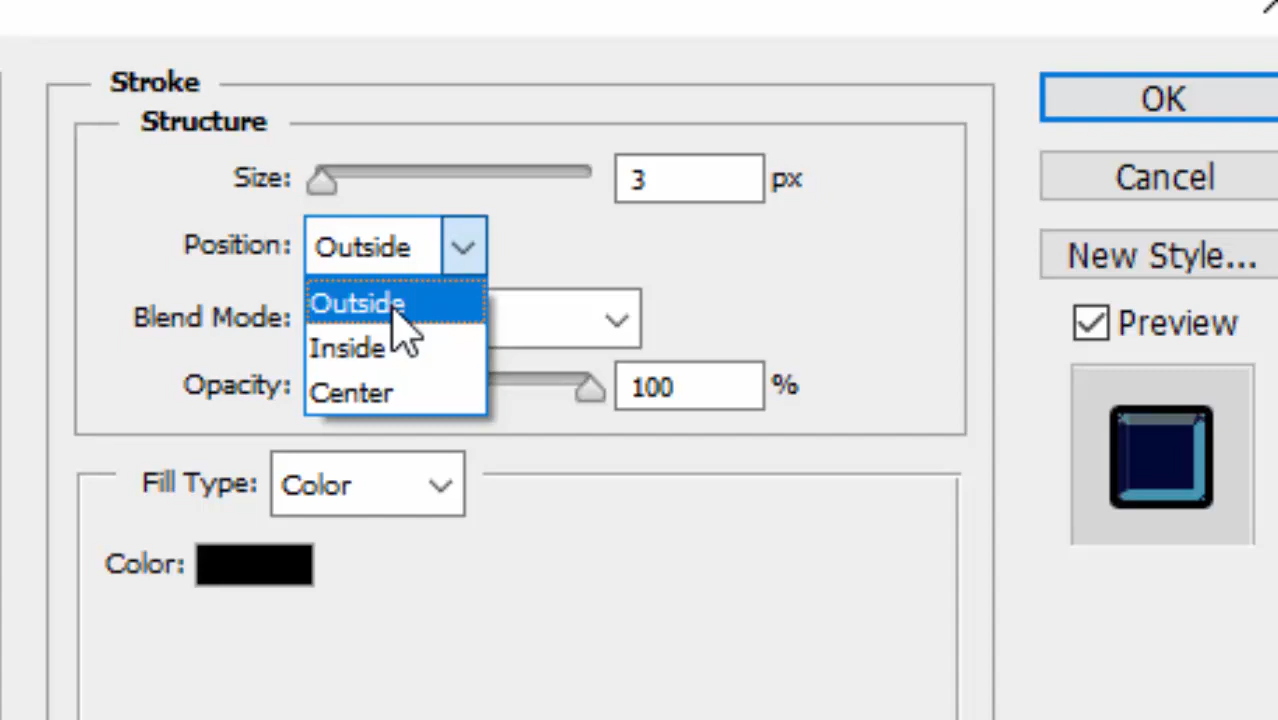 Stroke
Structure
Size: 3 px
Position: Outside
Outside
Inside
Center
Blend Mode:
Opacity: 100 %
Fill Type: Color
Color:
OK
Cancel
New Style...
Preview